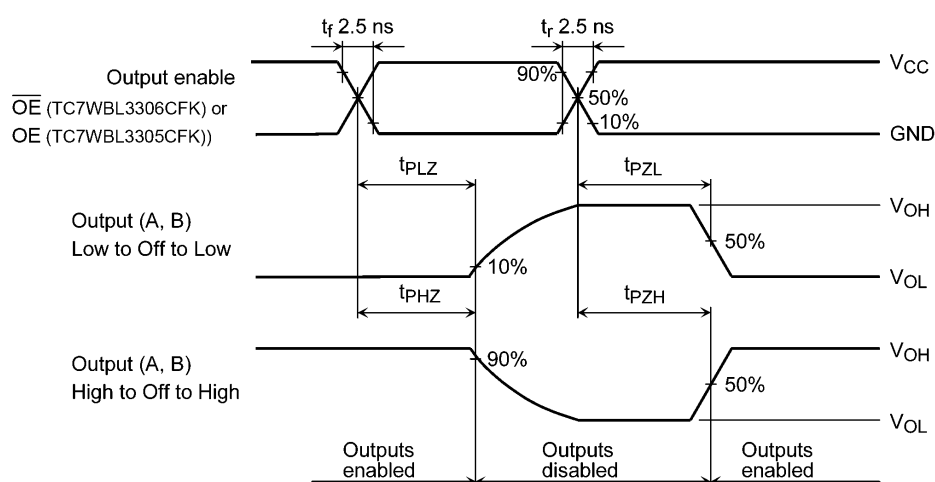 tf 2.5 ns
tr 2.5 ns
Output enable
OE (TC7WBL3306CFK) or
OE (TC7WBL3305CFK))
90%
50%
10%
VCC
GND
tPLZ
tPZL
Output (A, B)
Low to Off to Low
10%
50%
VOH
VOL
tPHZ
tPZH
Output (A, B)
High to Off to High
90%
50%
VOH
VOL
Outputs
enabled
Outputs
disabled
Outputs
enabled